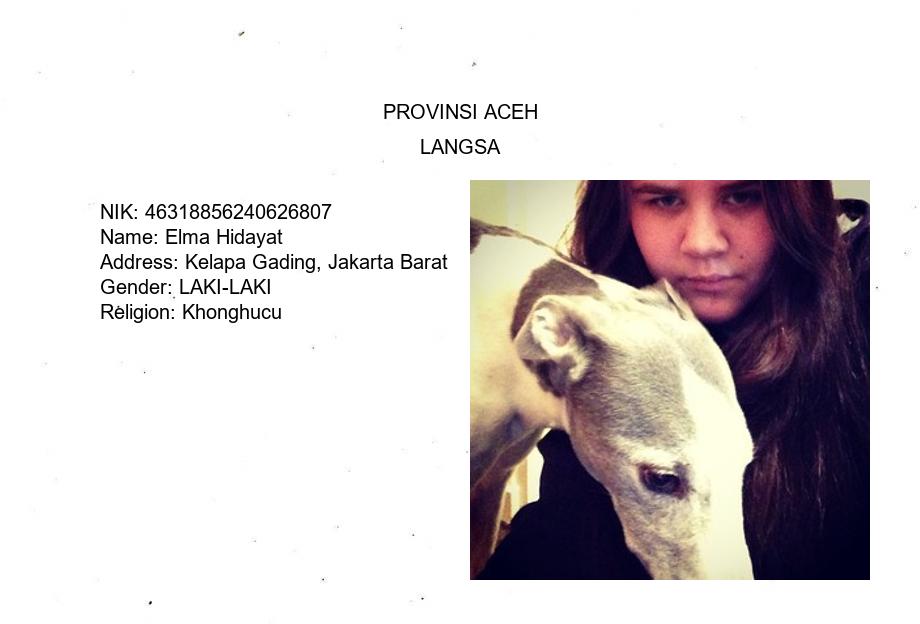 PROVINSI ACEH
LANGSA
NIK: 46318856240626807
Name: Elma Hidayat
Address: Kelapa Gading, Jakarta Barat
Gender: LAKI-LAKI
Religion: Khonghucu